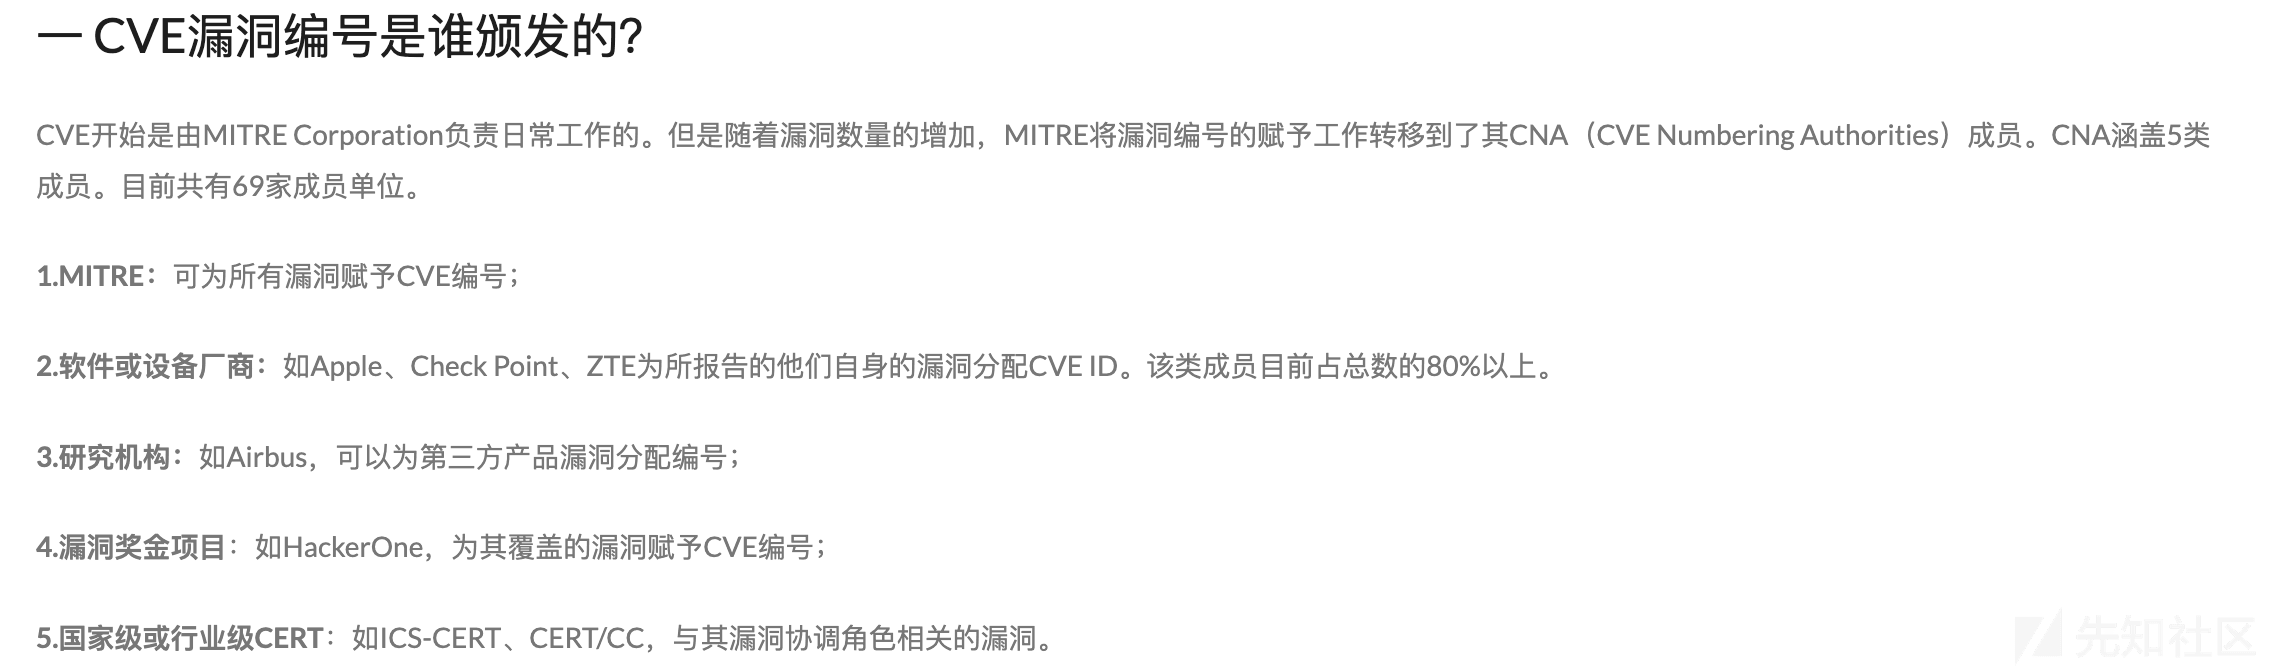 一 CVE漏洞编号是谁颁发的?
CVE开始是由MITRE Corporation负责日常工作的。但是随着漏洞数量的增加，MITRE将漏洞编号的赋予工作转移到了其CNA（CVE Numbering Authorities）成员。CNA涵盖5类
成员。目前共有69家成员单位。
1.MITRE：可为所有漏洞赋予CVE编号；
2.软件或设备厂商：如Apple、Check Point、ZTE为所报告的他们自身的漏洞分配CVE ID。该类成员目前占总数的80%以上。
3.研究机构：如Airbus，可以为第三方产品漏洞分配编号；
4.漏洞奖金项目：如HackerOne，为其覆盖的漏洞赋予CVE编号；
5.国家级或行业级CERT：如ICS-CERT、CERT/CC，与其漏洞协调角色相关的漏洞。
先知社区